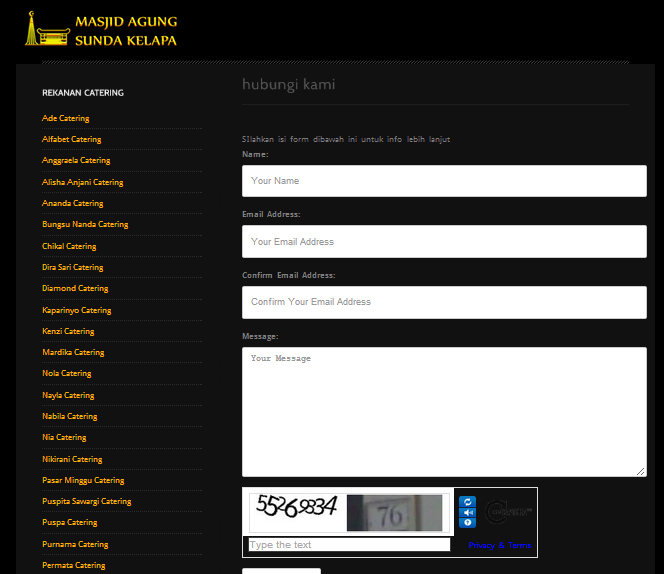 MASJID AGUNG
SUNDA KELAPA
REKANAN CATERING
Ade Catering
Alfabet Catering
Anggraela Catering
Alisha Anjani Catering
Ananda Catering
Bungsu Nanda Catering
Chikal Catering
Dira Sari Catering
Diamond Catering
Kaparinyo Catering
Kenzi Catering
Mardika Catering
Nola Catering
Nayla Catering
Nabila Catering
Nia Catering
Nikirani Catering
Pasar Minggu Catering
Puspita Sawargi Catering
Puspa Catering
Purnama Catering
Permata Catering
hubungi kami
SIlahkan isi form dibawah ini untuk info lebih lanjut
Name:
Your Name
Email Address:
Your Email Address
Confirm Email Address:
Confirm Your Email Address
Message:
Your Message
76
Type the text
Privacy & Terms